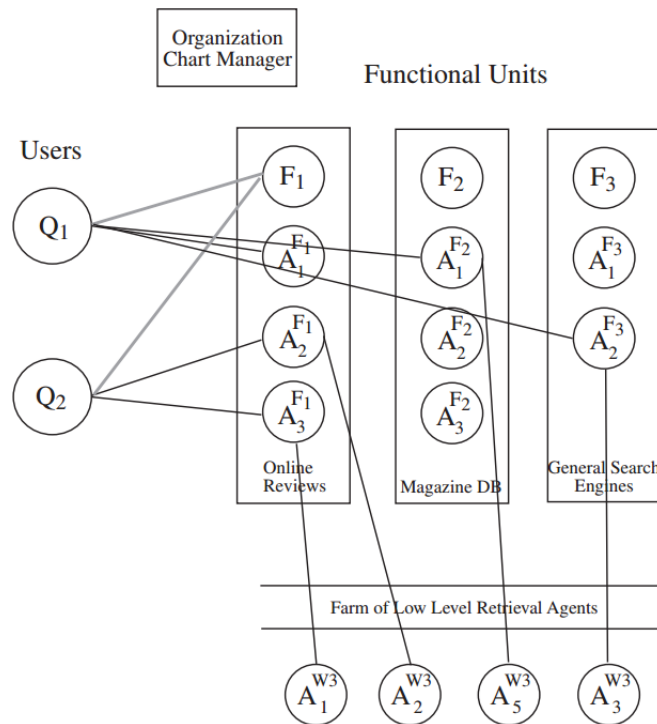 Organization
Chart Manager
Functional Units
Users
F1
F2
F3
Q1
A1F1
A1F2
A1F3
A2F1
A2F2
A2F3
Q2
A3F1
A3F2
Online
Reviews
Magazine DB
General Search
Engines
Farm of Low Level Retrieval Agents
A1W3
A2W3
A5W3
A3W3